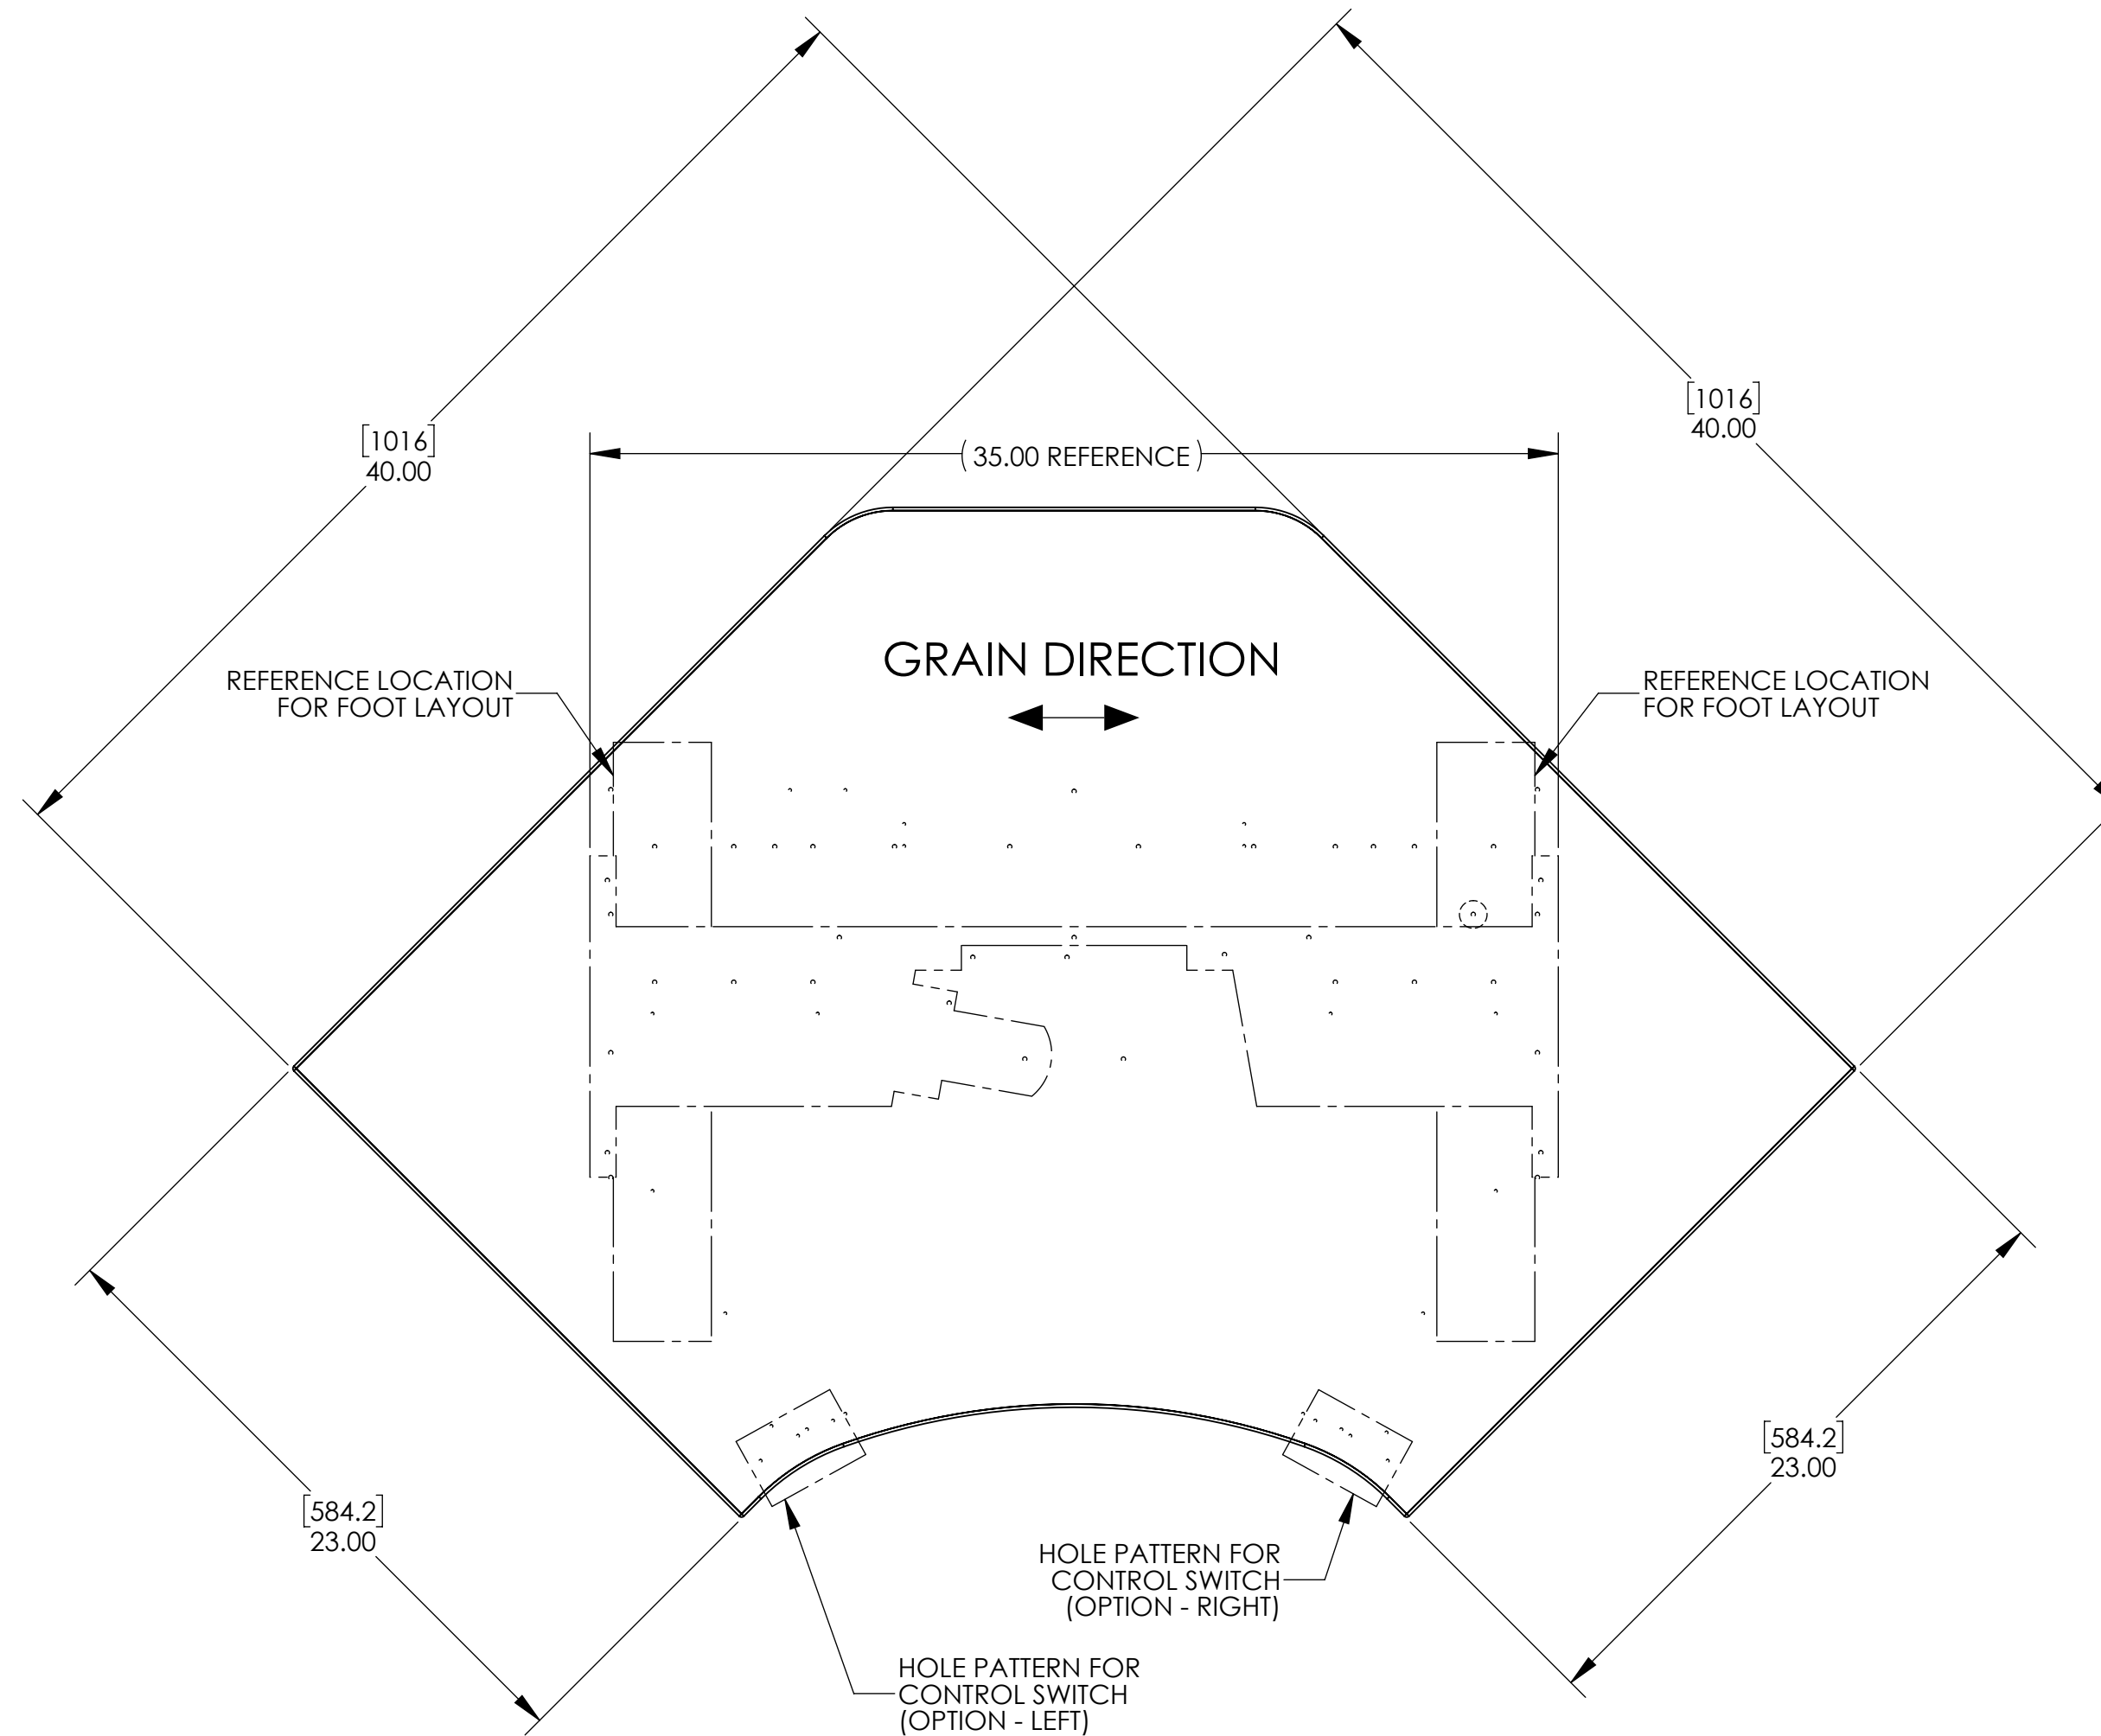 [1016]
40.00
[1016]
40.00
(35.00 REFERENCE)
GRAIN DIRECTION
REFERENCE LOCATION
FOR FOOT LAYOUT
REFERENCE LOCATION
FOR FOOT LAYOUT
[584.2]
23.00
[584.2]
23.00
HOLE PATTERN FOR
CONTROL SWITCH
(OPTION - RIGHT)
HOLE PATTERN FOR
CONTROL SWITCH
(OPTION - LEFT)